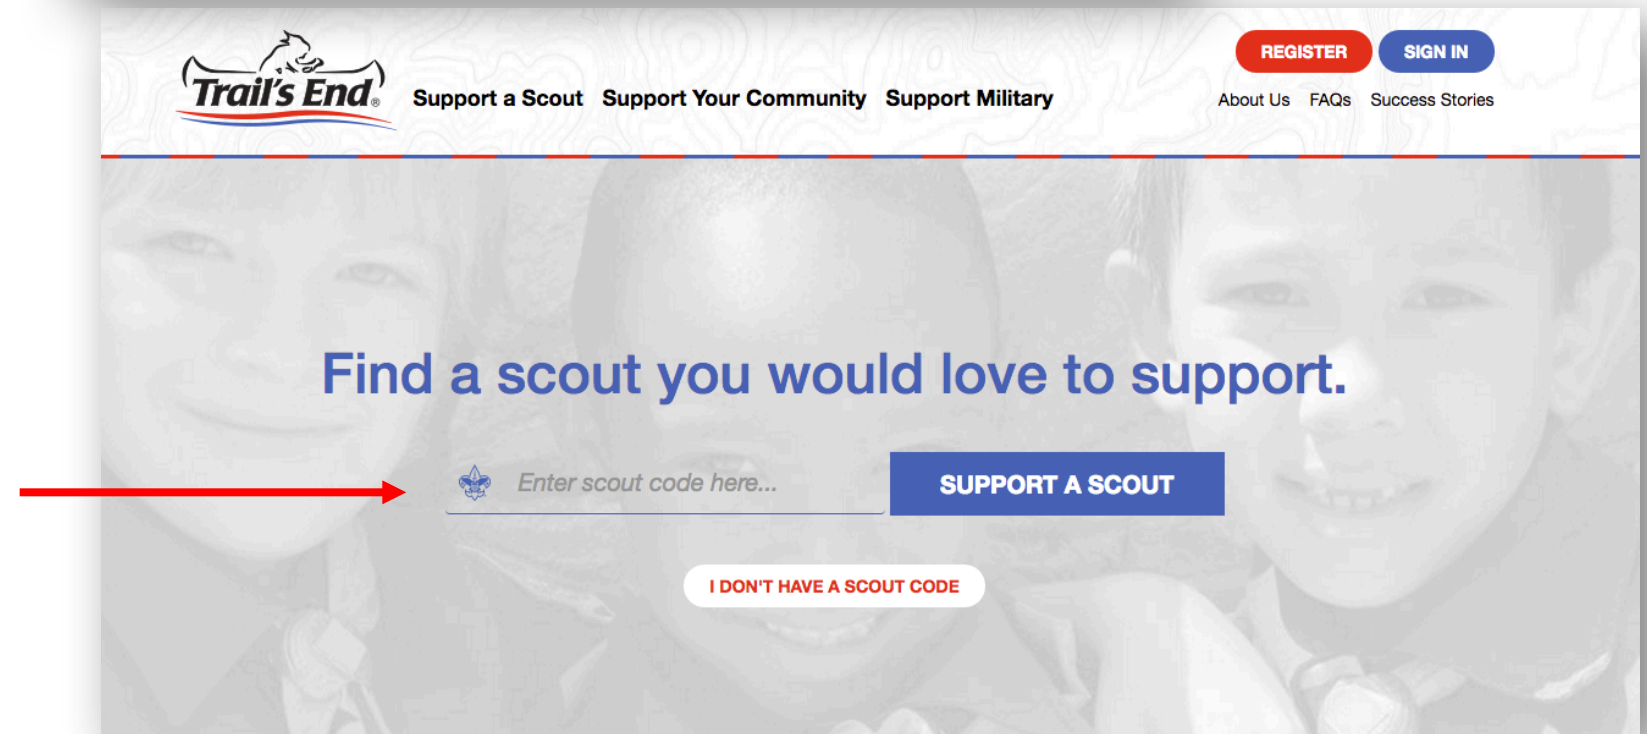 REGISTER SIGN IN
Trail's End®
Support a Scout Support Your Community Support Military
About Us FAQs Success Stories
Find a scout you would love to support.
Enter scout code here...
SUPPORT A SCOUT
I DON'T HAVE A SCOUT CODE